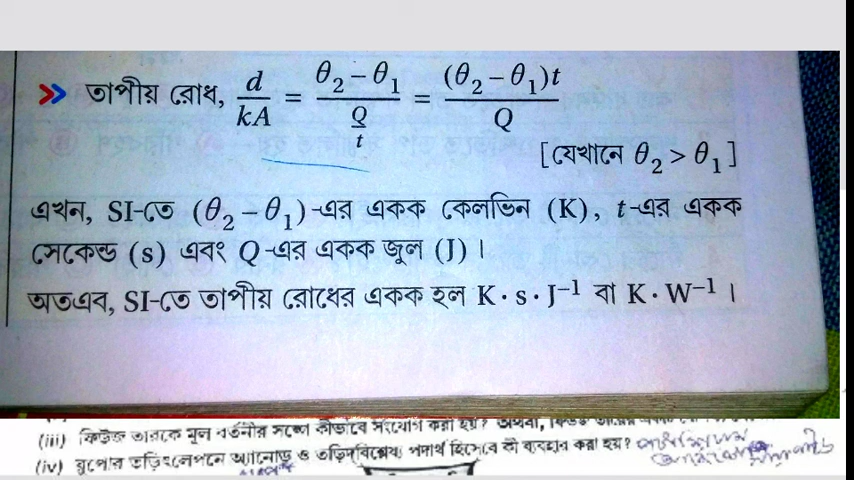 >> তাপীয় রোধ, d/kA = (θ₂ – θ₁)/(Q/t) = (θ₂ – θ₁)t/Q
[যেখানে θ₂ > θ₁]
এখন, SI-তে (θ₂ – θ₁)-এর একক কেলভিন (K), t-এর একক
সেকেন্ড (s) এবং Q-এর একক জুল (J)।
অতএব, SI-তে তাপীয় রোধের একক হল K · s · J⁻¹ বা K · W⁻¹।
(iii) ফিউজ তারকে মূল বর্তনীর সঙ্গে কীভাবে সংযোগ করা হয়? অথবা,
(iv) রুপোর তড়িৎলেপনে অ্যানোড ও তড়িৎবিশ্লেষ্য পদার্থ হিসেবে কী ব্যবহার করা হয়?